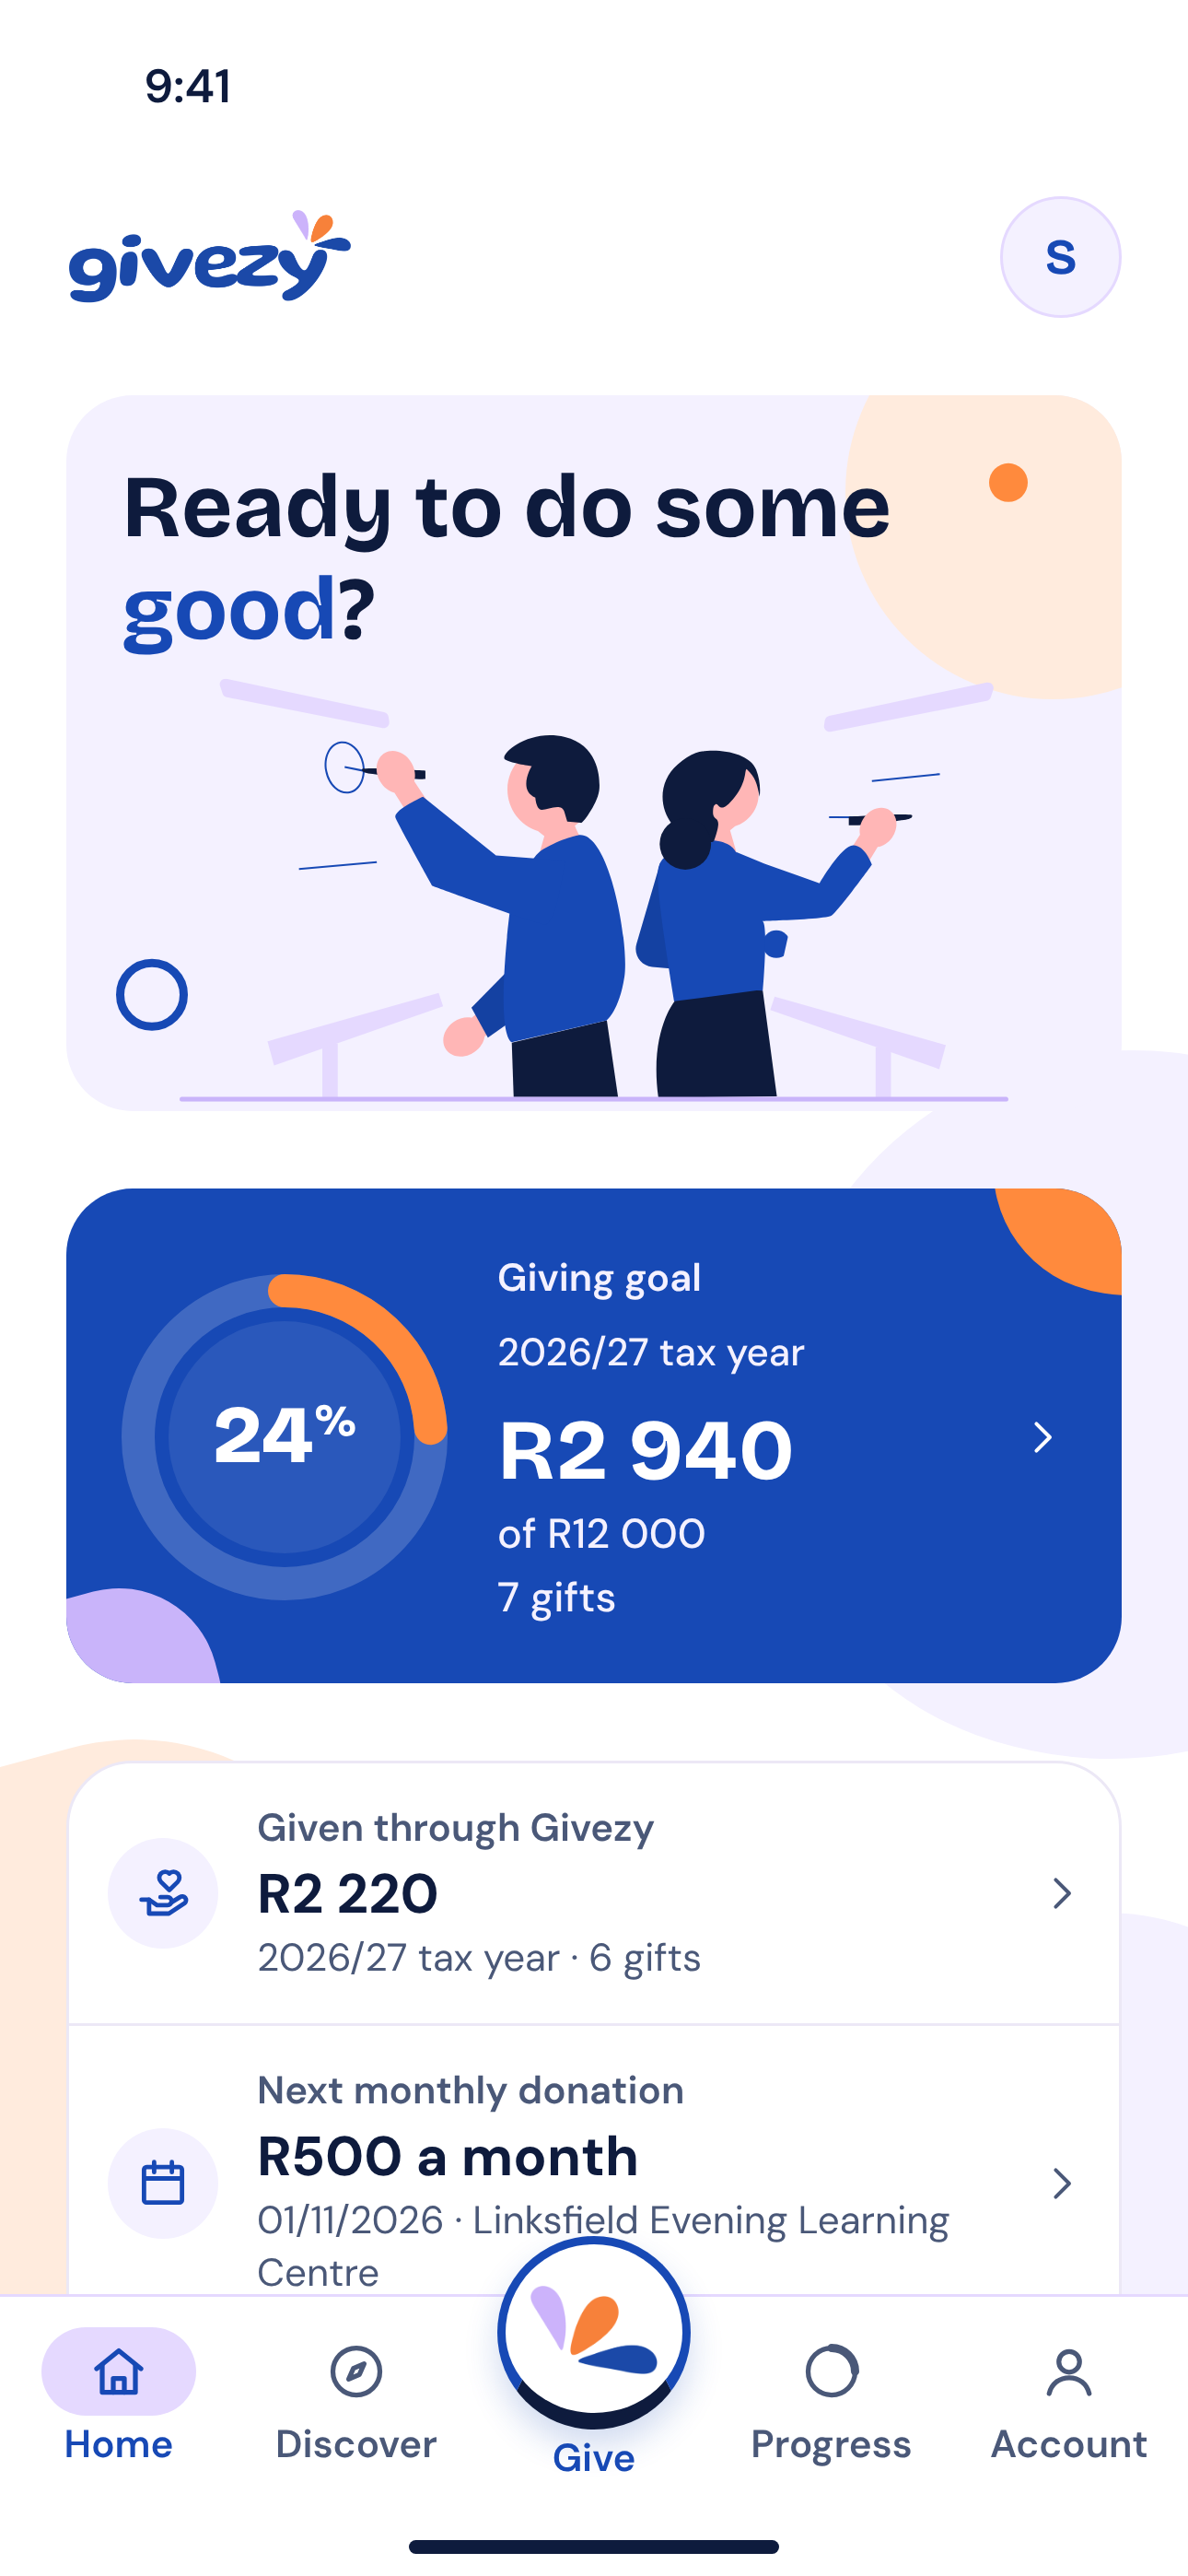 9:41
givezy
S
Ready to do some
good?
24%
Giving goal
2026/27 tax year
R2 940
of R12 000
7 gifts
Given through Givezy
R2 220
2026/27 tax year · 6 gifts
Next monthly donation
R500 a month
01/11/2026 · Linksfield Evening Learning
Centre
Home
Discover
Give
Progress
Account